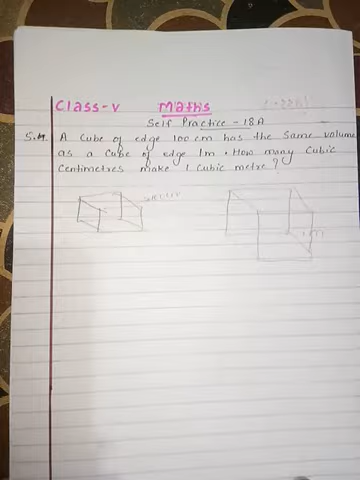 Class-V Maths
Self Practice - 18A
A Cube of edge 100 cm has the same volume
as a Cube of edge 1m. How many Cubic
Centimetres make 1 Cubic metre?
1m